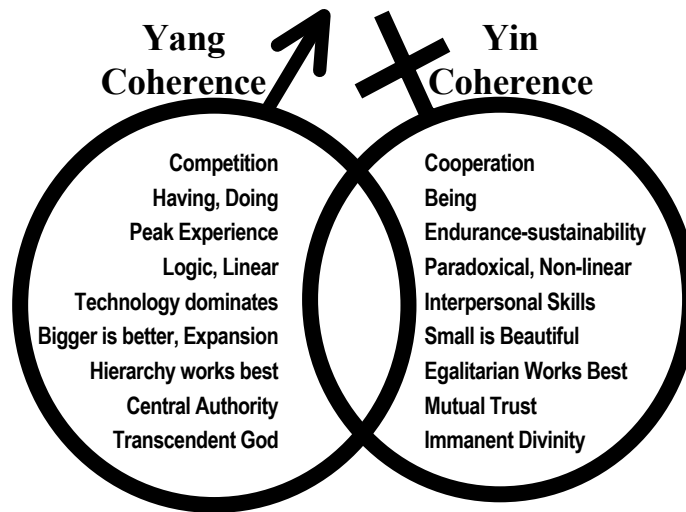 Yang
Coherence
Competition
Having, Doing
Peak Experience
Logic, Linear
Technology dominates
Bigger is better, Expansion
Hierarchy works best
Central Authority
Transcendent God
Yin
Coherence
Cooperation
Being
Endurance-sustainability
Paradoxical, Non-linear
Interpersonal Skills
Small is Beautiful
Egalitarian Works Best
Mutual Trust
Immanent Divinity